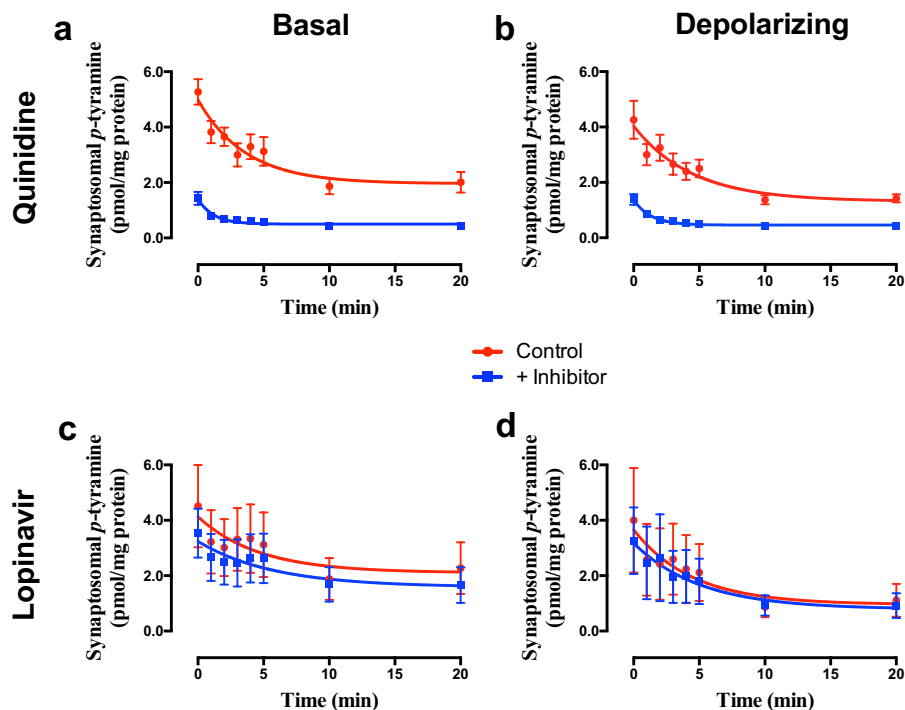 Basal
Depolarizing
Quinidine
a
Synaptosomal p-tyramine
(pmol/mg protein)
6.0
4.0
2.0
0.0
0
5
10
15
20
Time (min)
b
Synaptosomal p-tyramine
(pmol/mg protein)
6.0
4.0
2.0
0.0
0
5
10
15
20
Time (min)
Control
+ Inhibitor
Lopinavir
c
Synaptosomal p-tyramine
(pmol/mg protein)
6.0
4.0
2.0
0.0
0
5
10
15
20
Time (min)
d
Synaptosomal p-tyramine
(pmol/mg protein)
6.0
4.0
2.0
0.0
0
5
10
15
20
Time (min)